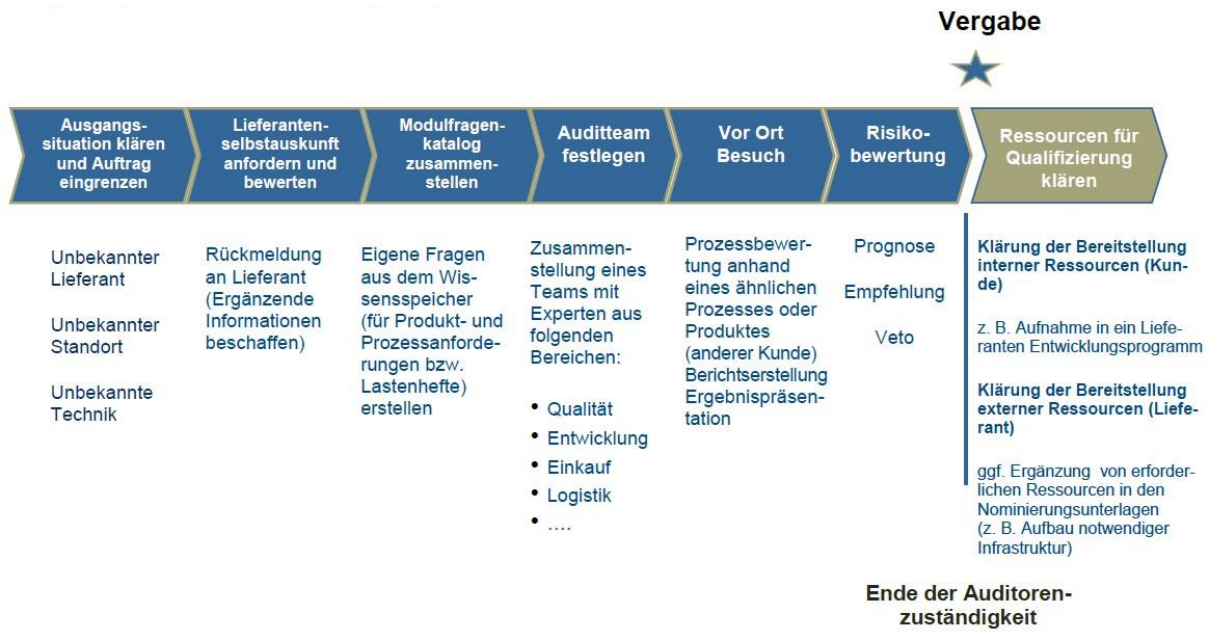 Vergabe
Ausgangs-
situation klären
und Auftrag
eingrenzen
Lieferanten-
selbstauskunft
anfordern und
bewerten
Modulfragen-
katalog
zusammen-
stellen
Auditteam
festlegen
Vor Ort
Besuch
Risiko-
bewertung
Ressourcen für
Qualifizierung
klären
Unbekannter
Lieferant
Unbekannter
Standort
Unbekannte
Technik
Rückmeldung
an Lieferant
(Ergänzende
Informationen
beschaffen)
Eigene Fragen
aus dem Wis-
sensspeicher
(für Produkt- und
Prozessanforde-
rungen bzw.
Lastenhefte)
erstellen
Zusammen-
stellung eines
Teams mit
Experten aus
folgenden
Bereichen:
• Qualität
• Entwicklung
• Einkauf
• Logistik
• ....
Prozessbewer-
tung anhand
eines ähnlichen
Prozesses oder
Produktes
(anderer Kunde)
Berichtserstellung
Ergebnispräsen-
tation
Prognose
Empfehlung
Veto
Klärung der Bereitstellung
interner Ressourcen (Kun-
de)
z. B. Aufnahme in ein Liefe-
ranten Entwicklungsprogramm
Klärung der Bereitstellung
externer Ressourcen (Liefe-
rant)
ggf. Ergänzung von erforder-
lichen Ressourcen in den
Nominierungsunterlagen
(z. B. Aufbau notwendiger
Infrastruktur)
Ende der Auditoren-
zuständigkeit